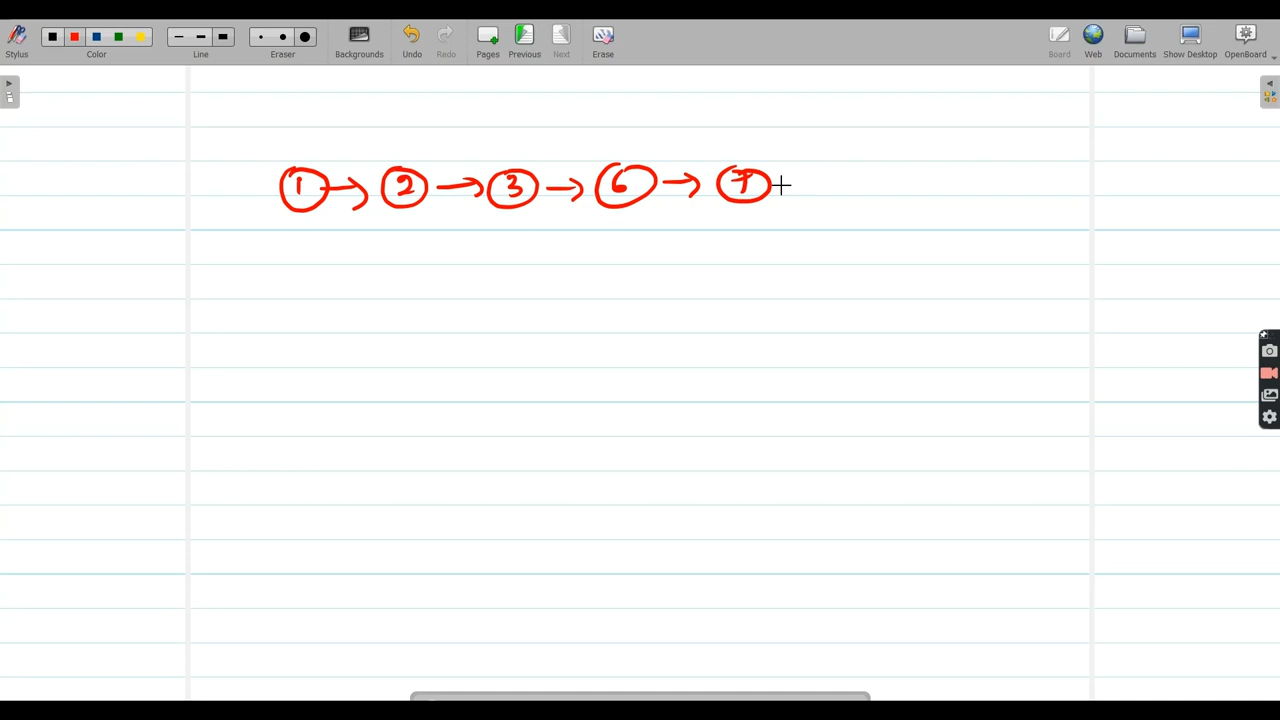 Stylus Color Line Eraser Backgrounds Undo Redo Pages Previous Next Erase Board Web Documents Show Desktop OpenBoard
1 → 2 → 3 → 6 → 7